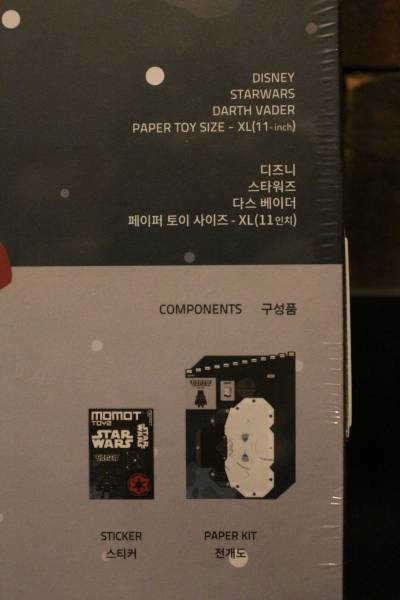 DISNEY
STARWARS
DARTH VADER
PAPER TOY SIZE - XL(11-inch)
디즈니
스타워즈
다스 베이더
페이퍼 토이 사이즈 - XL(11인치)
COMPONENTS 구성품
MOMOT
TOYS
STAR
WARS
STAR
WARS
STICKER
스티커
PAPER KIT
전개도